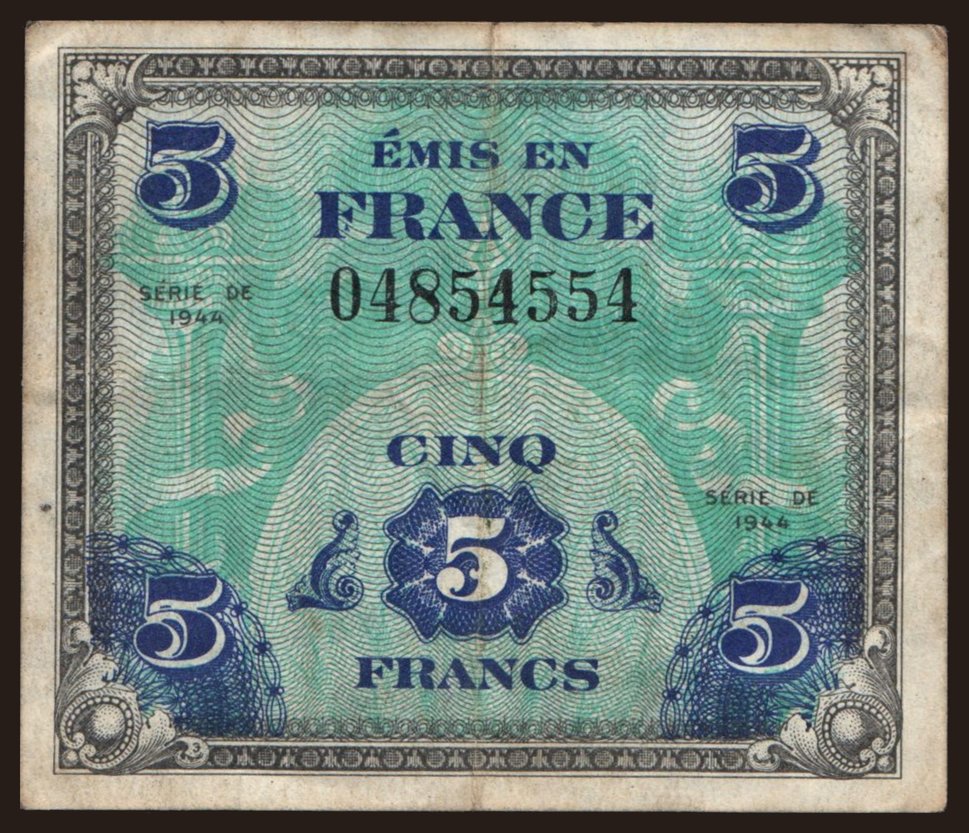 5 5
ÉMIS EN
FRANCE
04854554
SÉRIE DE
1944
CINQ
5
SÉRIE DE
1944
5 5
FRANCS